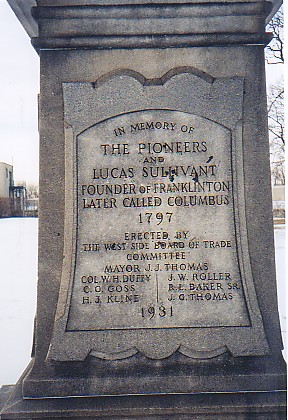 IN MEMORY OF
THE PIONEERS
AND
LUCAS SULLIVANT
FOUNDER OF FRANKLINTON
LATER CALLED COLUMBUS
1797
ERECTED BY
THE WEST SIDE BOARD OF TRADE
COMMITTEE
MAYOR J. J. THOMAS
COL. W. H. DUFFY J. W. ROLLER
C. O. GOSS R. L. BAKER SR.
H. J. KLINE J. G. THOMAS
1931